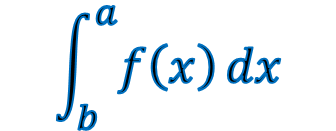 ∫_b^a f(x) dx